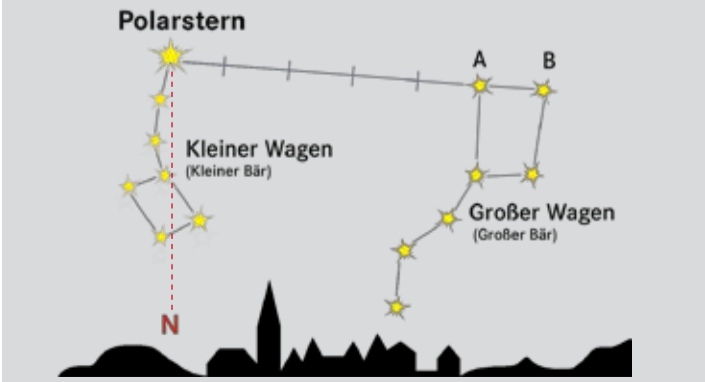 Polarstern
A B
Kleiner Wagen
(Kleiner Bär)
Großer Wagen
(Großer Bär)
N